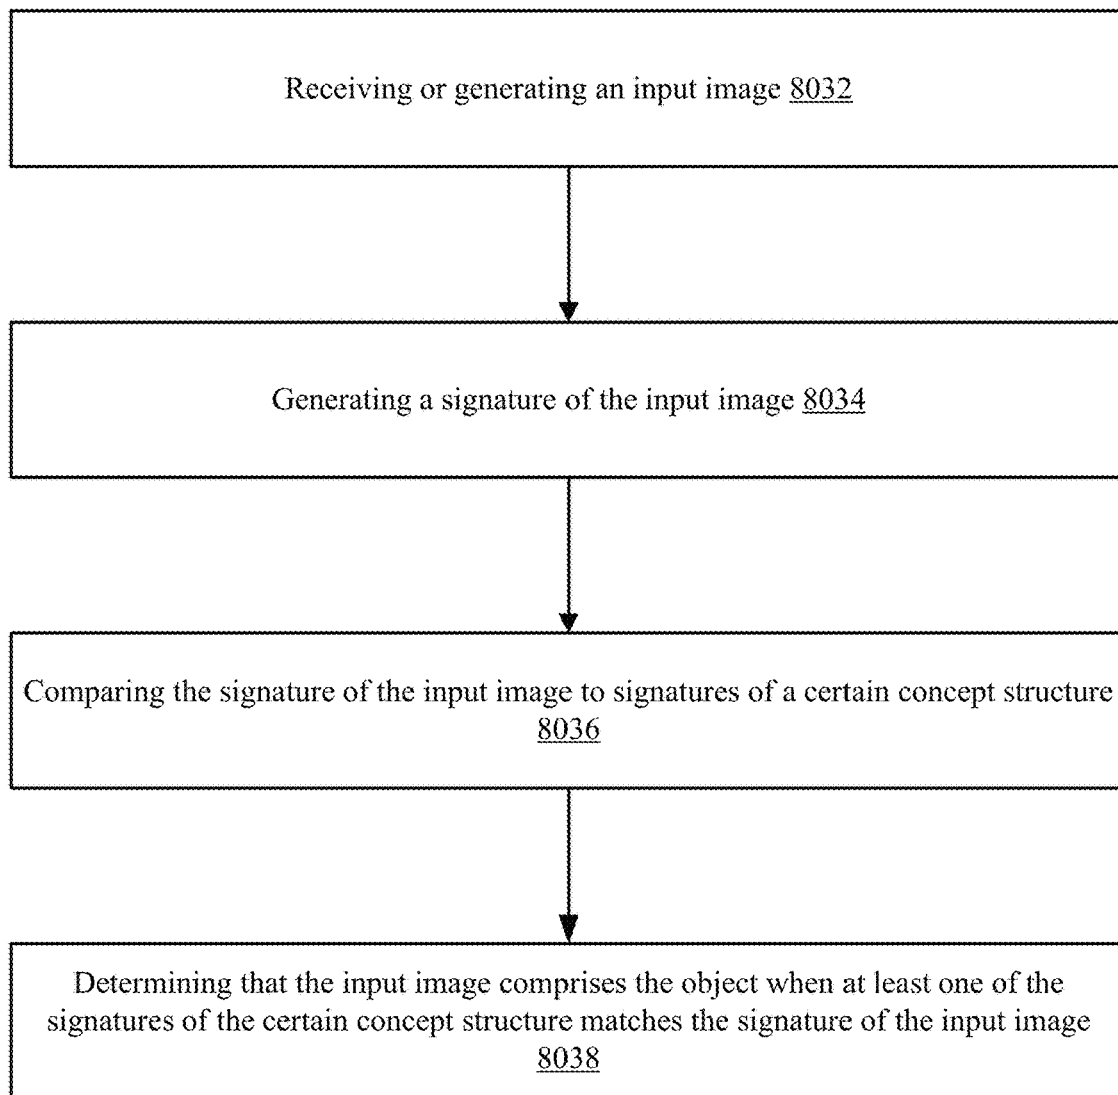 Receiving or generating an input image 8032
Generating a signature of the input image 8034
Comparing the signature of the input image to signatures of a certain concept structure
8036
Determining that the input image comprises the object when at least one of the
signatures of the certain concept structure matches the signature of the input image
8038